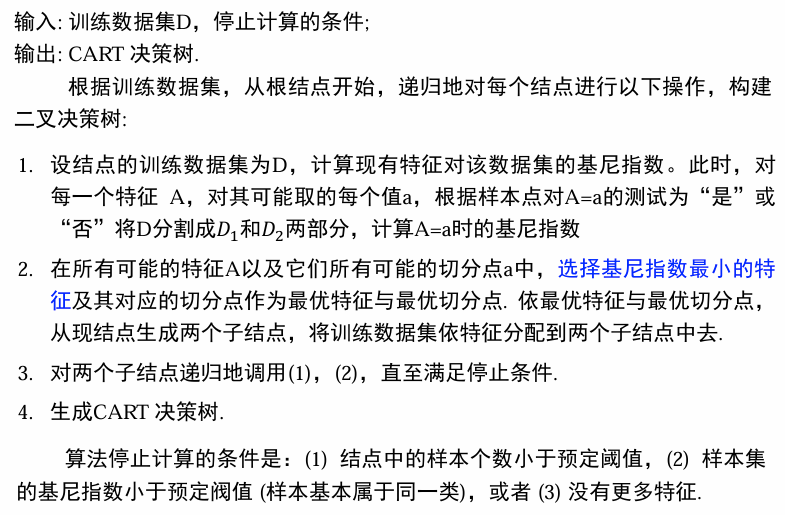 输入: 训练数据集D，停止计算的条件;
输出: CART 决策树.
根据训练数据集，从根结点开始，递归地对每个结点进行以下操作，构建
二叉决策树:
1. 设结点的训练数据集为D，计算现有特征对该数据集的基尼指数。此时，对
每一个特征 A，对其可能取的每个值a，根据样本点对A=a的测试为“是”或
“否”将D分割成D₁和D₂两部分，计算A=a时的基尼指数
2. 在所有可能的特征A以及它们所有可能的切分点a中，选择基尼指数最小的特
征及其对应的切分点作为最优特征与最优切分点. 依最优特征与最优切分点，
从现结点生成两个子结点，将训练数据集依特征分配到两个子结点中去.
3. 对两个子结点递归地调用(1)，(2)，直至满足停止条件.
4. 生成CART 决策树.
算法停止计算的条件是：(1) 结点中的样本个数小于预定阈值，(2) 样本集
的基尼指数小于预定阀值 (样本基本属于同一类)，或者 (3) 没有更多特征.